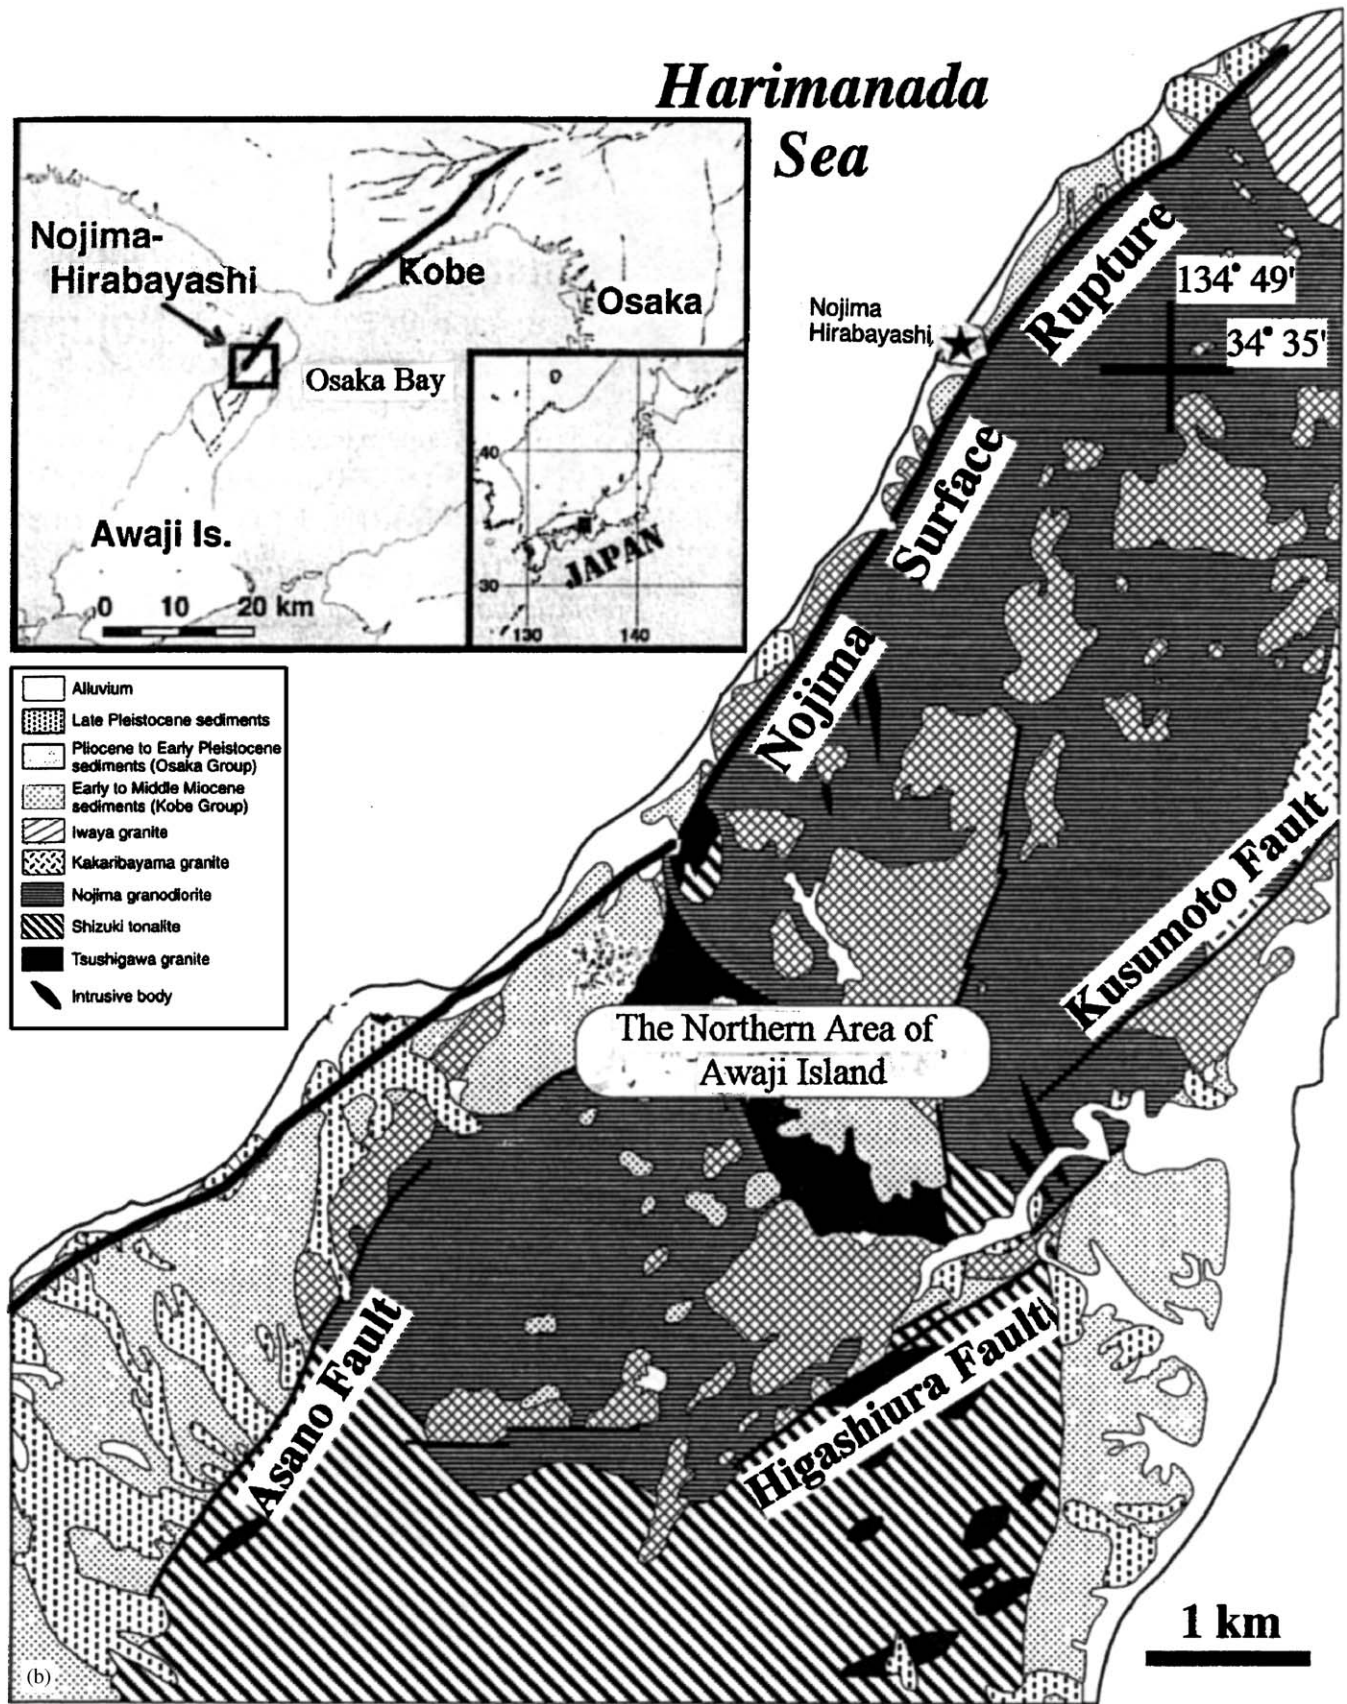 Harimanada
Sea
Nojima-
Hirabayashi
Kobe
Osaka
Osaka Bay
Awaji Is.
0 10 20 km
40
30
130
140
JAPAN
Nojima
Hirabayashi
134° 49'
34° 35'
Rupture
Surface
Nojima
Alluvium
Late Pleistocene sediments
Pliocene to Early Pleistocene
sediments (Osaka Group)
Early to Middle Miocene
sediments (Kobe Group)
Iwaya granite
Kakaribayama granite
Nojima granodiorite
Shizuki tonalite
Tsushigawa granite
Intrusive body
Kusumoto Fault
The Northern Area of
Awaji Island
Asano Fault
Higashiura Fault
1 km
(b)